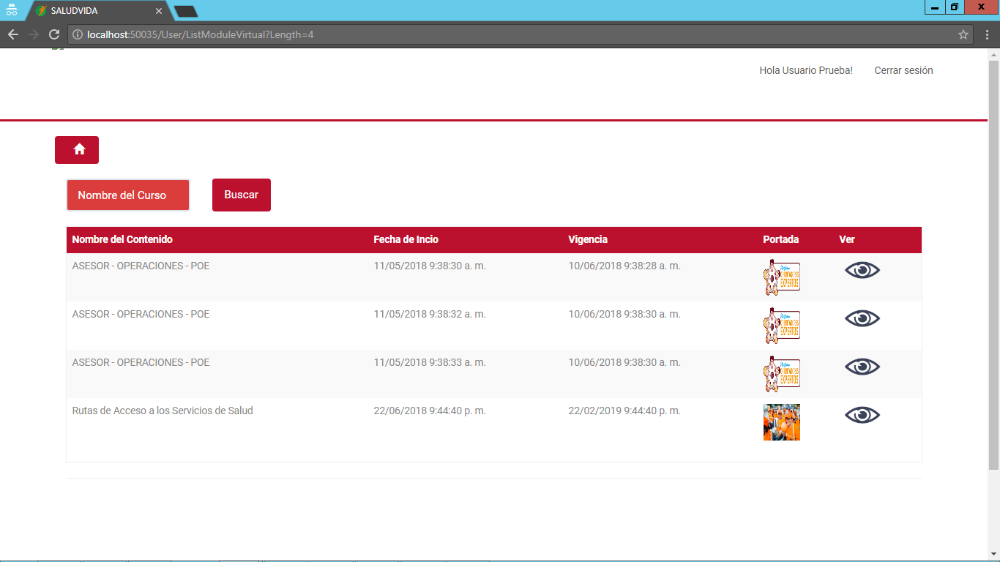 SALUDVIDA
localhost:50035/User/ListModuleVirtual?Length=4
Hola Usuario Prueba! Cerrar sesión
Nombre del Curso Buscar
Nombre del Contenido Fecha de Incio Vigencia Portada Ver
ASESOR - OPERACIONES - POE 11/05/2018 9:38:30 a. m. 10/06/2018 9:38:28 a. m.
EXPERTOS
ASESOR - OPERACIONES - POE 11/05/2018 9:38:32 a. m. 10/06/2018 9:38:30 a. m.
EXPERTOS
ASESOR - OPERACIONES - POE 11/05/2018 9:38:33 a. m. 10/06/2018 9:38:30 a. m.
EXPERTOS
Rutas de Acceso a los Servicios de Salud 22/06/2018 9:44:40 p. m. 22/02/2019 9:44:40 p. m.